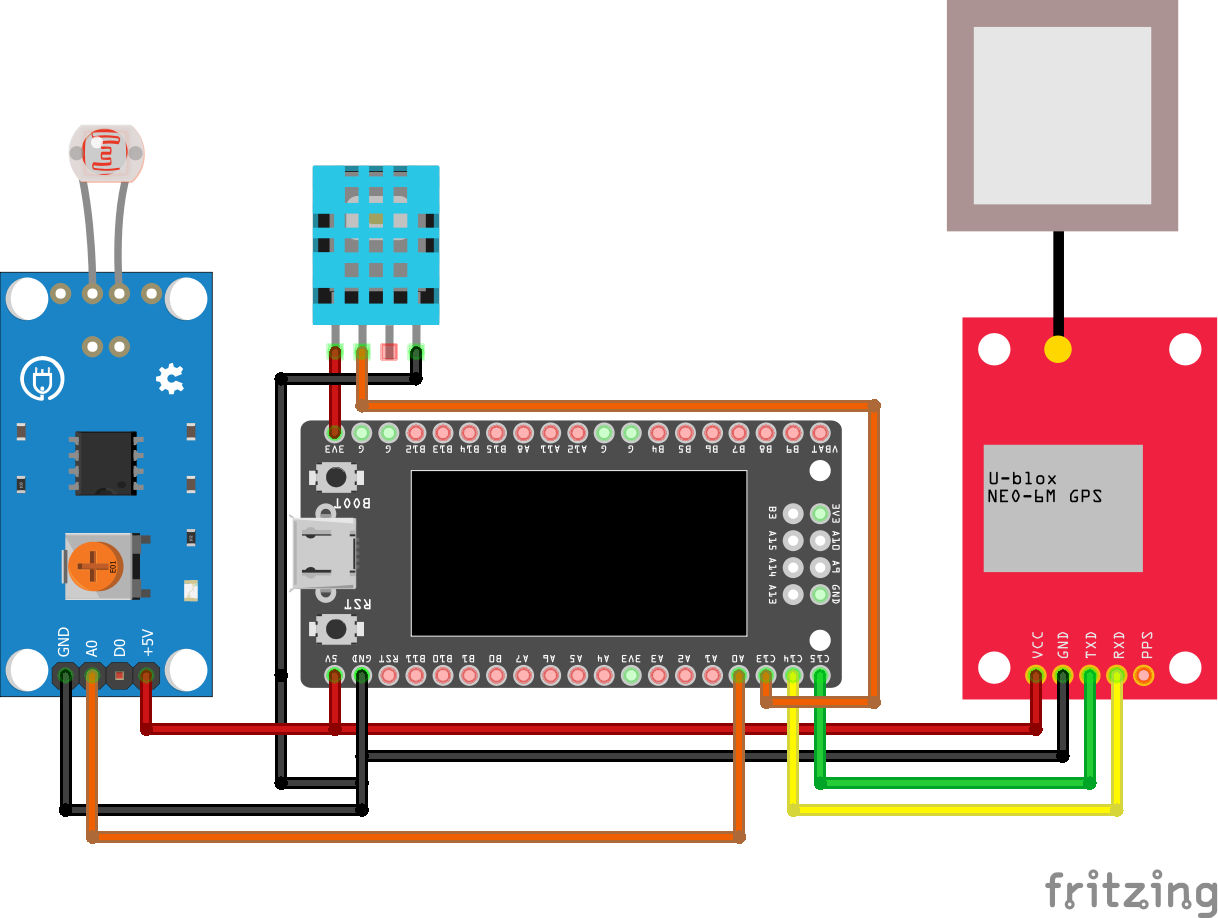 3V3 G G B12 B13 B14 B15 A8 A11 A12 G G B4 B5 B6 B7 B8 B9 VBAT
BOOT
U-blox
NEO-6M GPS
B3 3V3
A15 A10
A14 A9
A13 GND
E01
RST
GND A0 D0 +5V
5V GND RST B11 B10 B1 B0 A7 A6 A5 A4 3V3 A3 A2 A1 A0 C13 C14 C15
VCC GND TXD RXD PPS
fritzing